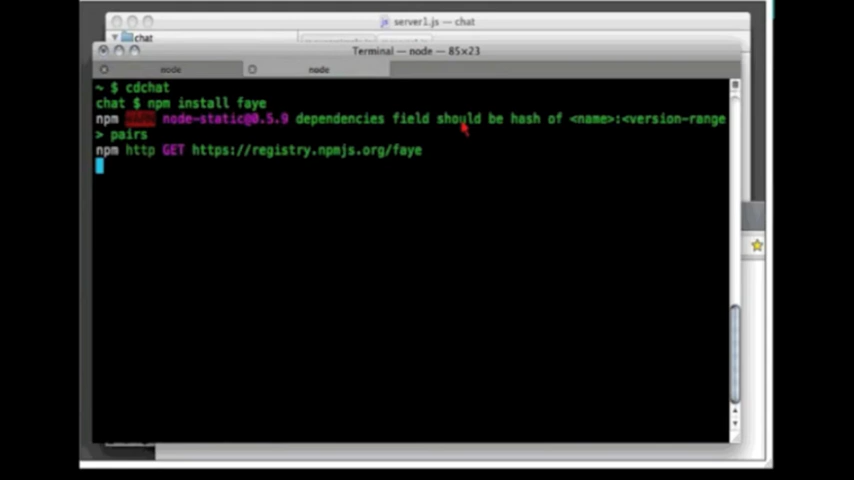 server1.js — chat
chat
Terminal — node — 85×23
node
node
~ $ cdchat
chat $ npm install faye
npm WARN node-static@0.5.9 dependencies field should be hash of <name>:<version-range
> pairs
npm http GET https://registry.npmjs.org/faye